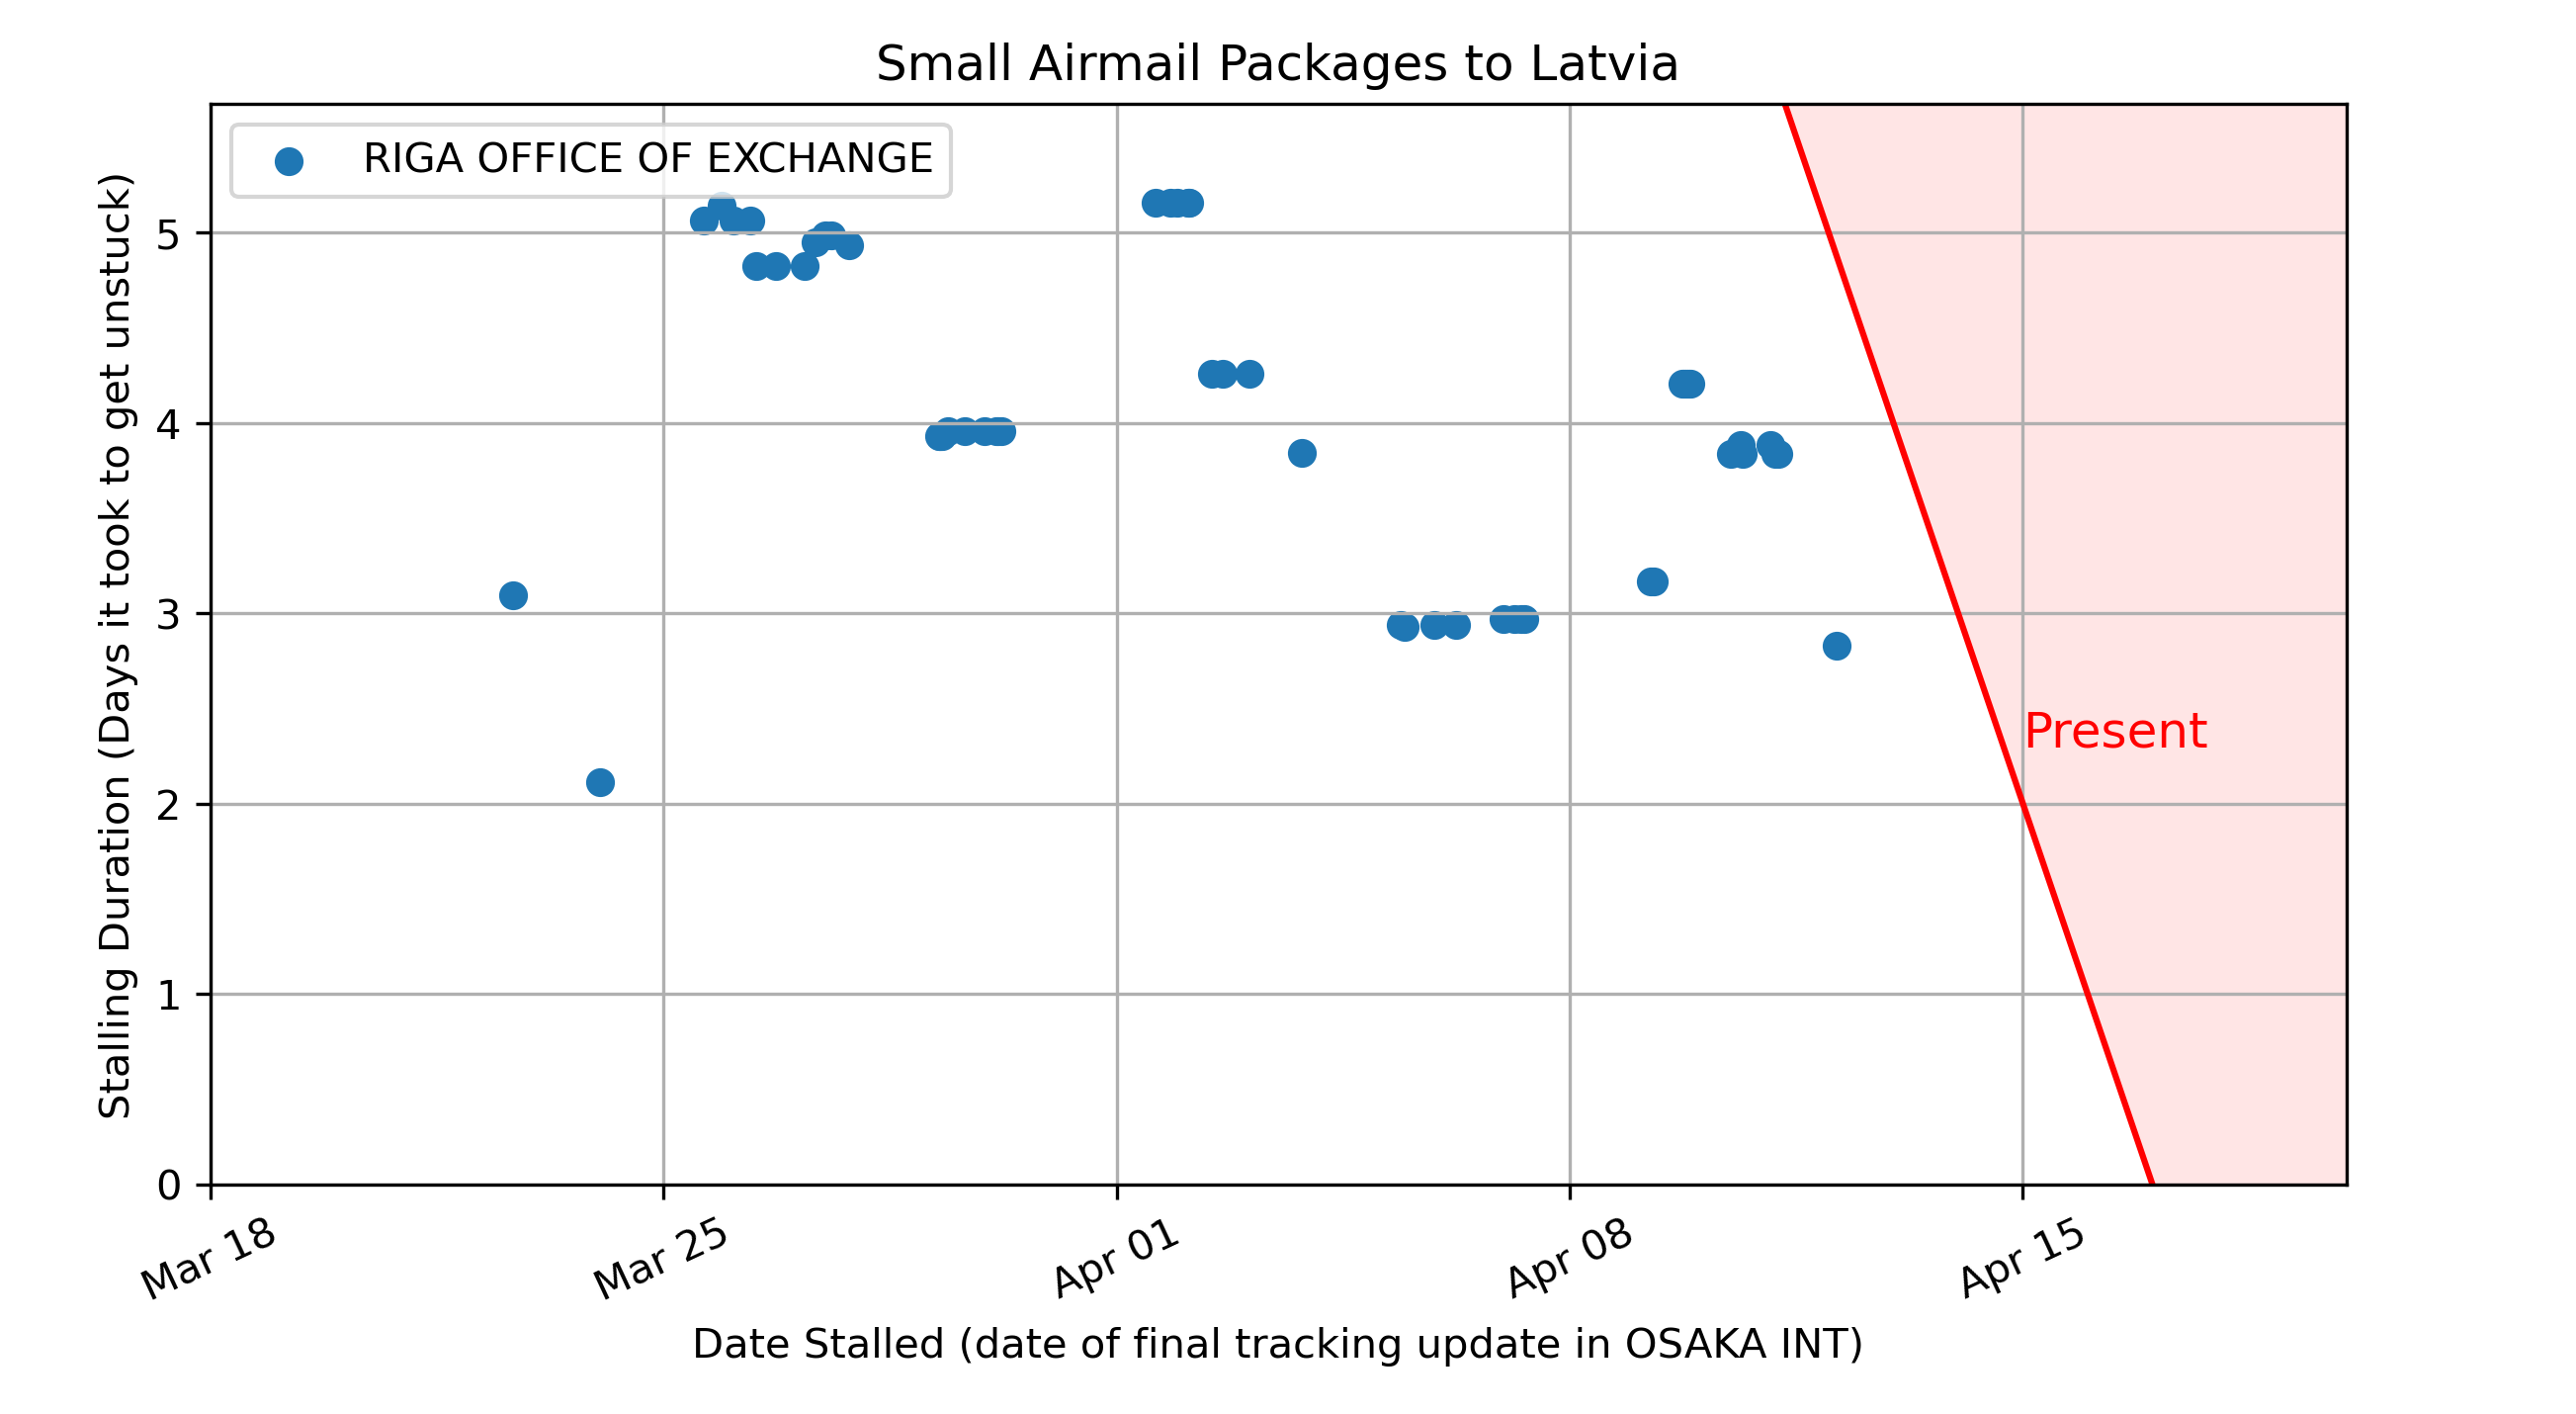 Small Airmail Packages to Latvia
RIGA OFFICE OF EXCHANGE
Stalling Duration (Days it took to get unstuck)
5
4
3
2
1
0
Present
Mar 18
Mar 25
Apr 01
Apr 08
Apr 15
Date Stalled (date of final tracking update in OSAKA INT)